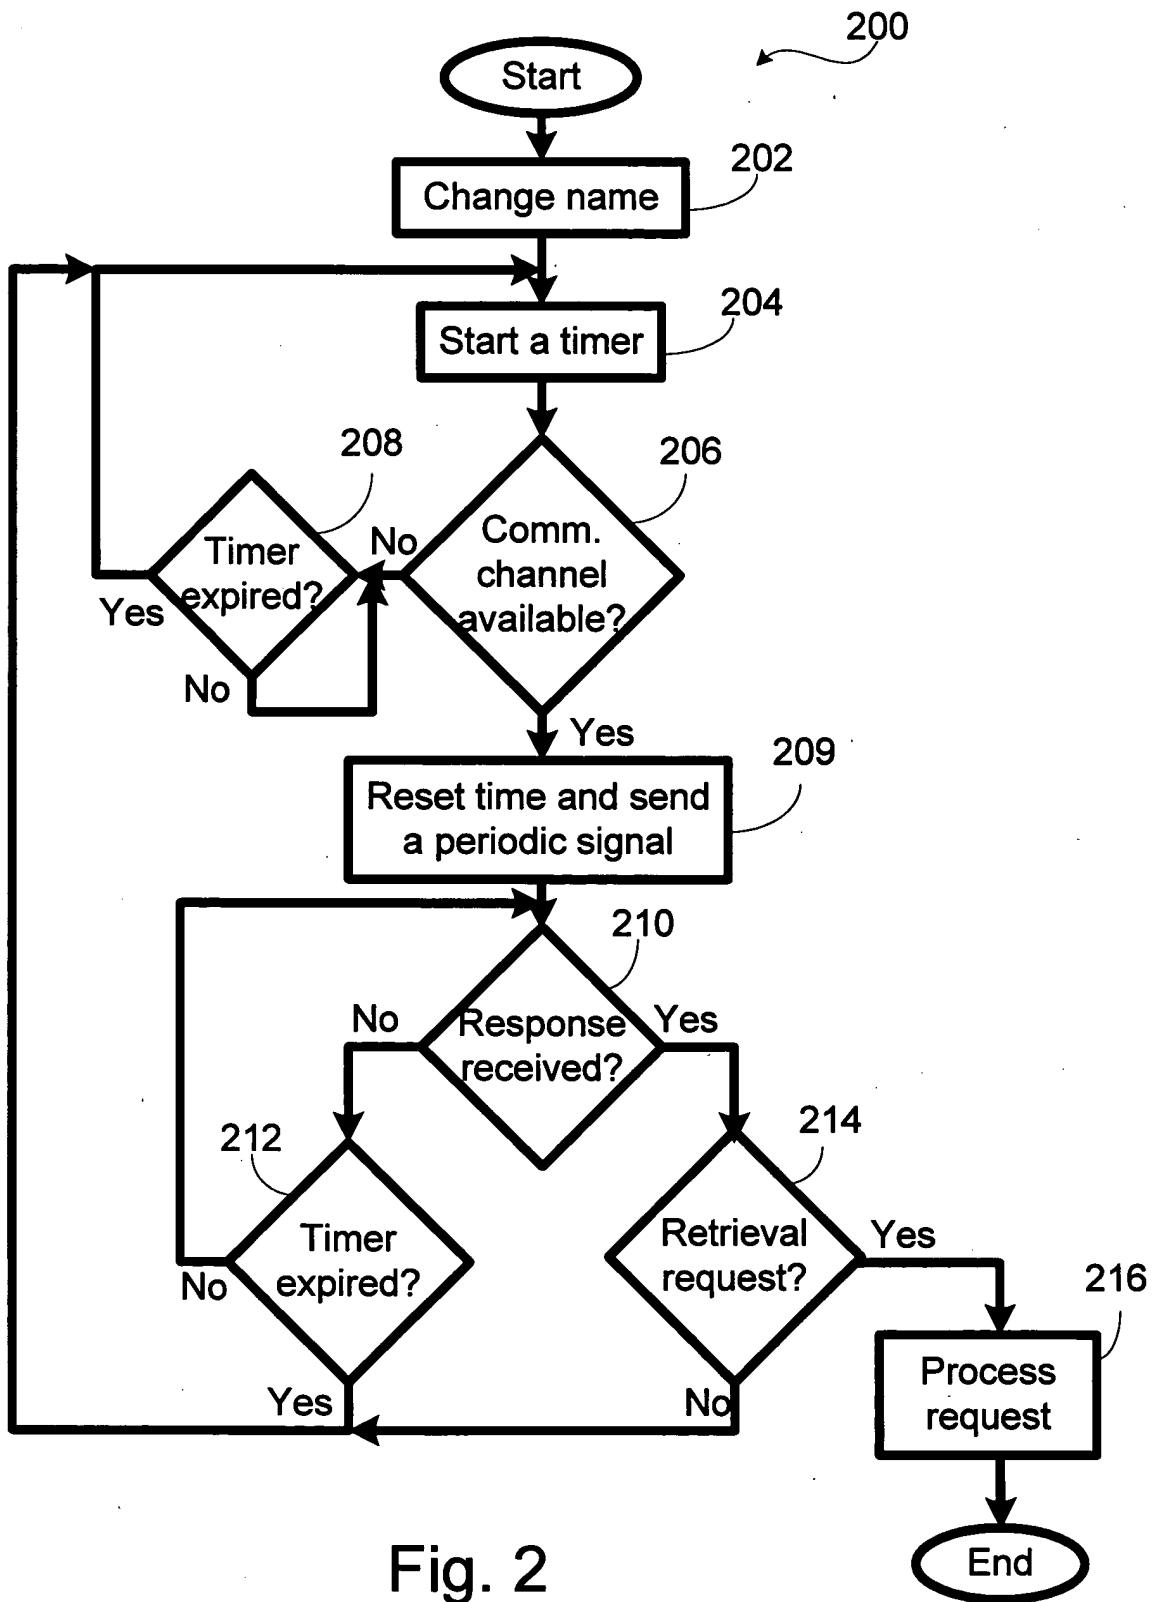 200
Start
202
Change name
204
Start a timer
208
206
Timer
expired?
No
Comm.
channel
available?
Yes
No
Yes
209
Reset time and send
a periodic signal
210
No
Response
received?
Yes
212
214
Timer
expired?
No
Retrieval
request?
Yes
216
Process
request
Yes
No
End
Fig. 2